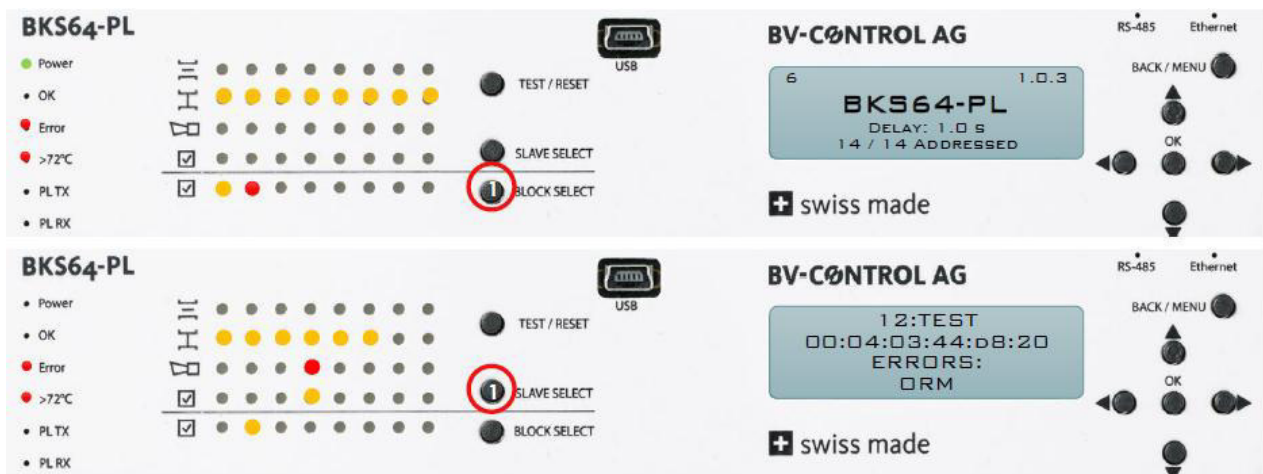 BKS64-PL
Power
OK
Error
>72°C
PL TX
PL RX
USB
TEST / RESET
SLAVE SELECT
1
BLOCK SELECT
BV-CØNTROL AG
6 1.0.3
BKS64-PL
DELAY: 1.0 s
14 / 14 ADDRESSED
swiss made
RS-485 Ethernet
BACK / MENU
OK
BKS64-PL
Power
OK
Error
>72°C
PL TX
PL RX
USB
TEST / RESET
1
SLAVE SELECT
BLOCK SELECT
BV-CØNTROL AG
12:TEST
00:04:03:44:D8:20
ERRORS:
ORM
swiss made
RS-485 Ethernet
BACK / MENU
OK